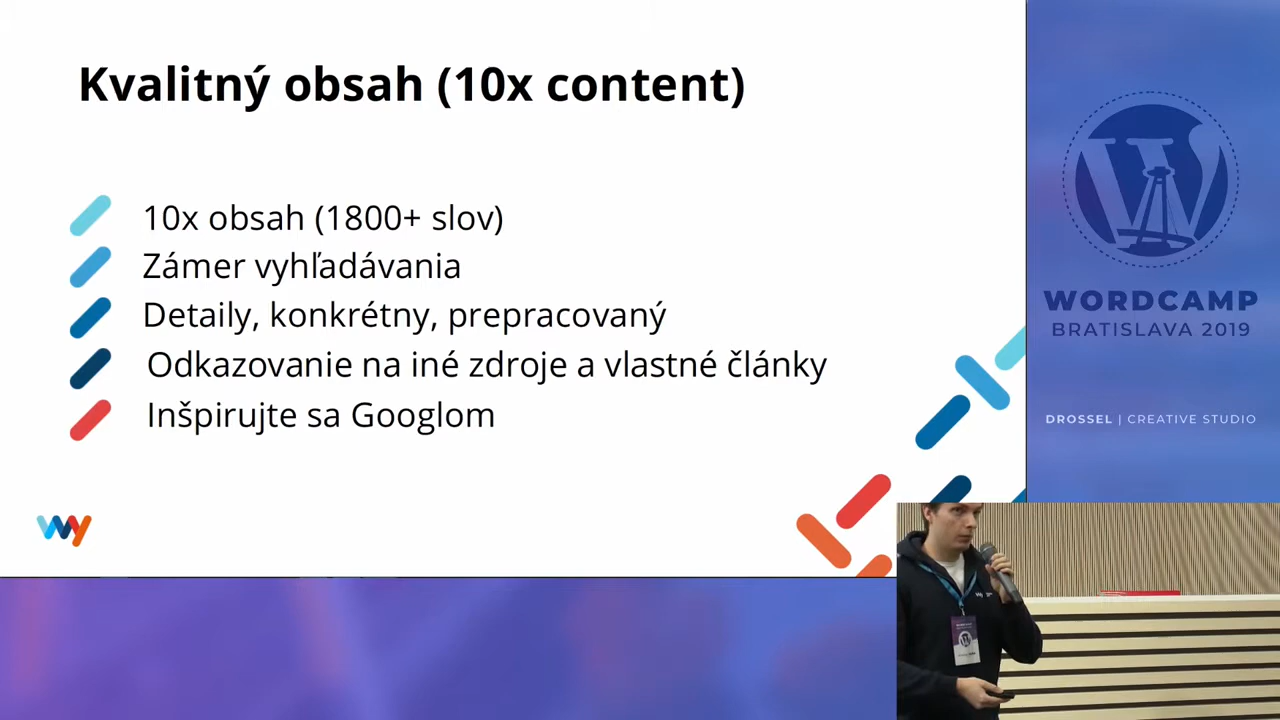 Kvalitný obsah (10x content)
10x obsah (1800+ slov)
Zámer vyhľadávania
Detaily, konkrétny, prepracovaný
Odkazovanie na iné zdroje a vlastné články
Inšpirujte sa Googlom
WORDCAMP
BRATISLAVA 2019
DROSSEL | CREATIVE STUDIO